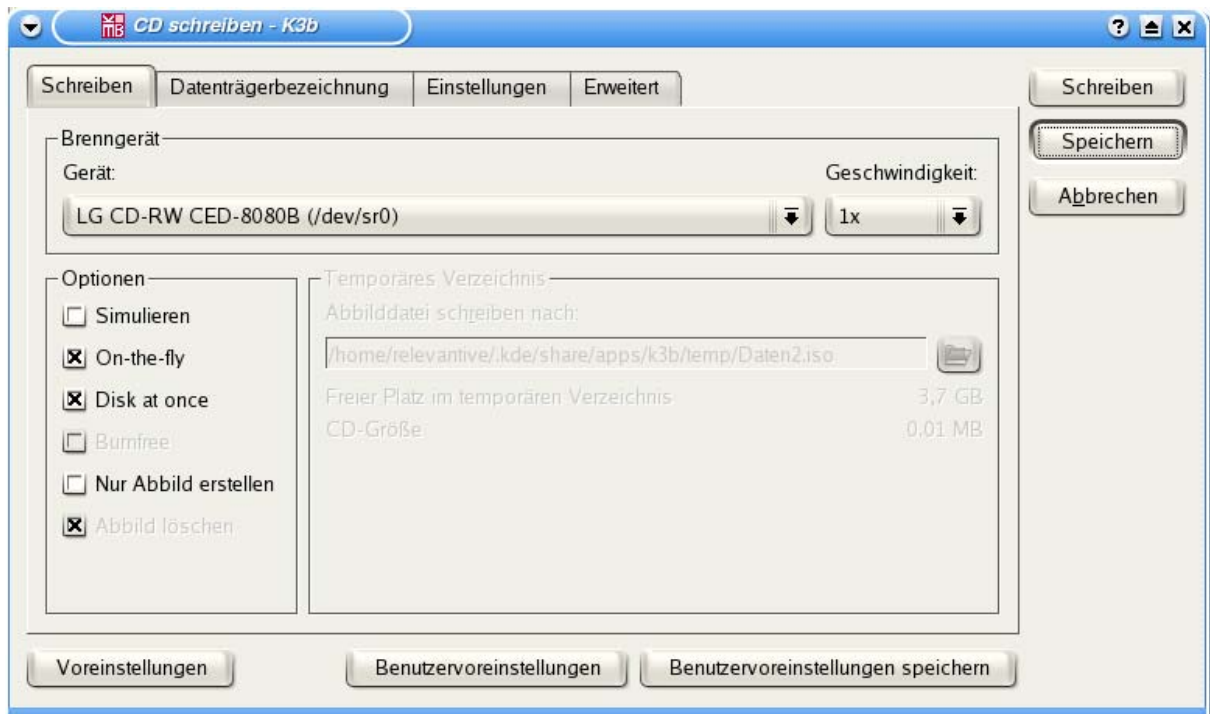 CD schreiben - K3b
Schreiben Datenträgerbezeichnung Einstellungen Erweitert
Schreiben
Speichern
Abbrechen
Brenngerät
Gerät: Geschwindigkeit:
LG CD-RW CED-8080B (/dev/sr0) 1x
Optionen
Simulieren
On-the-fly
Disk at once
Burnfree
Nur Abbild erstellen
Abbild löschen
Temporäres Verzeichnis
Abbilddatei schreiben nach:
/home/relevantive/.kde/share/apps/k3b/temp/Daten2.iso
Freier Platz im temporären Verzeichnis 3,7 GB
CD-Größe 0.01 MB
Voreinstellungen Benutzervoreinstellungen Benutzervoreinstellungen speichern